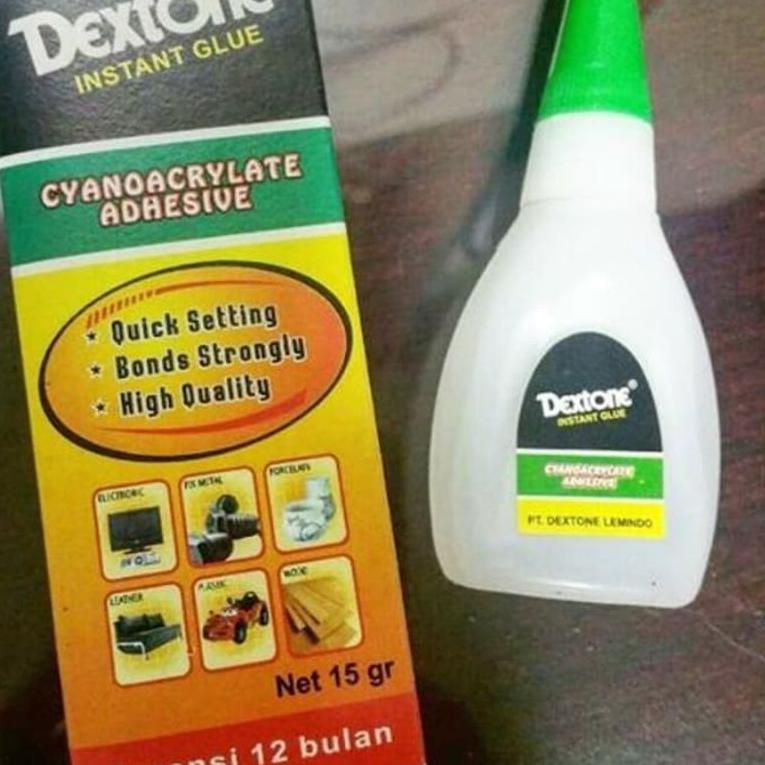 Dextone
INSTANT GLUE
CYANOACRYLATE
ADHESIVE
Quick Setting
Bonds Strongly
High Quality
ELECTRONIC
FIX METAL
PORCELAIN
LEATHER
PLASTIC
WOOD
Net 15 gr
12 bulan
Dextone®
INSTANT GLUE
CYANOACRYLATE
ADHESIVE
PT. DEXTONE LEMINDO